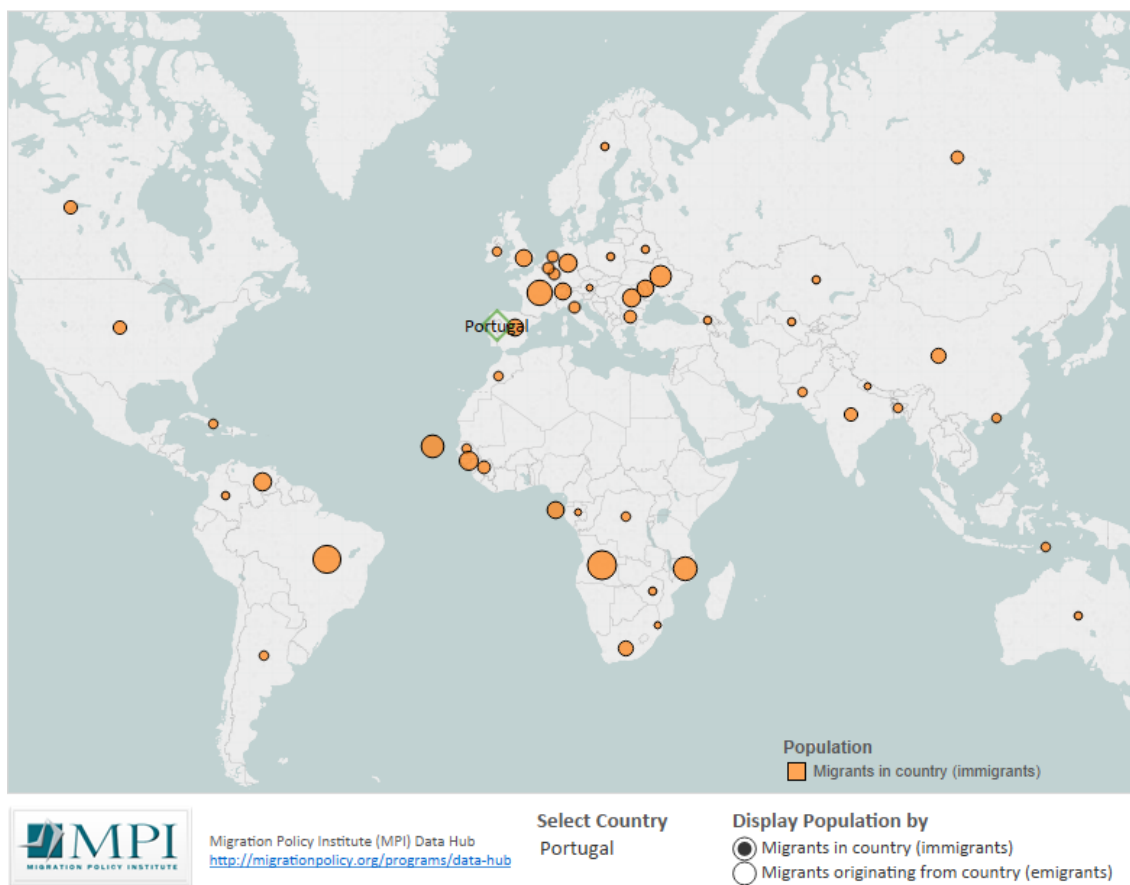 Portugal
Population
Migrants in country (immigrants)
MPI
MIGRATION POLICY INSTITUTE
Migration Policy Institute (MPI) Data Hub
http://migrationpolicy.org/programs/data-hub
Select Country
Portugal
Display Population by
Migrants in country (immigrants)
Migrants originating from country (emigrants)